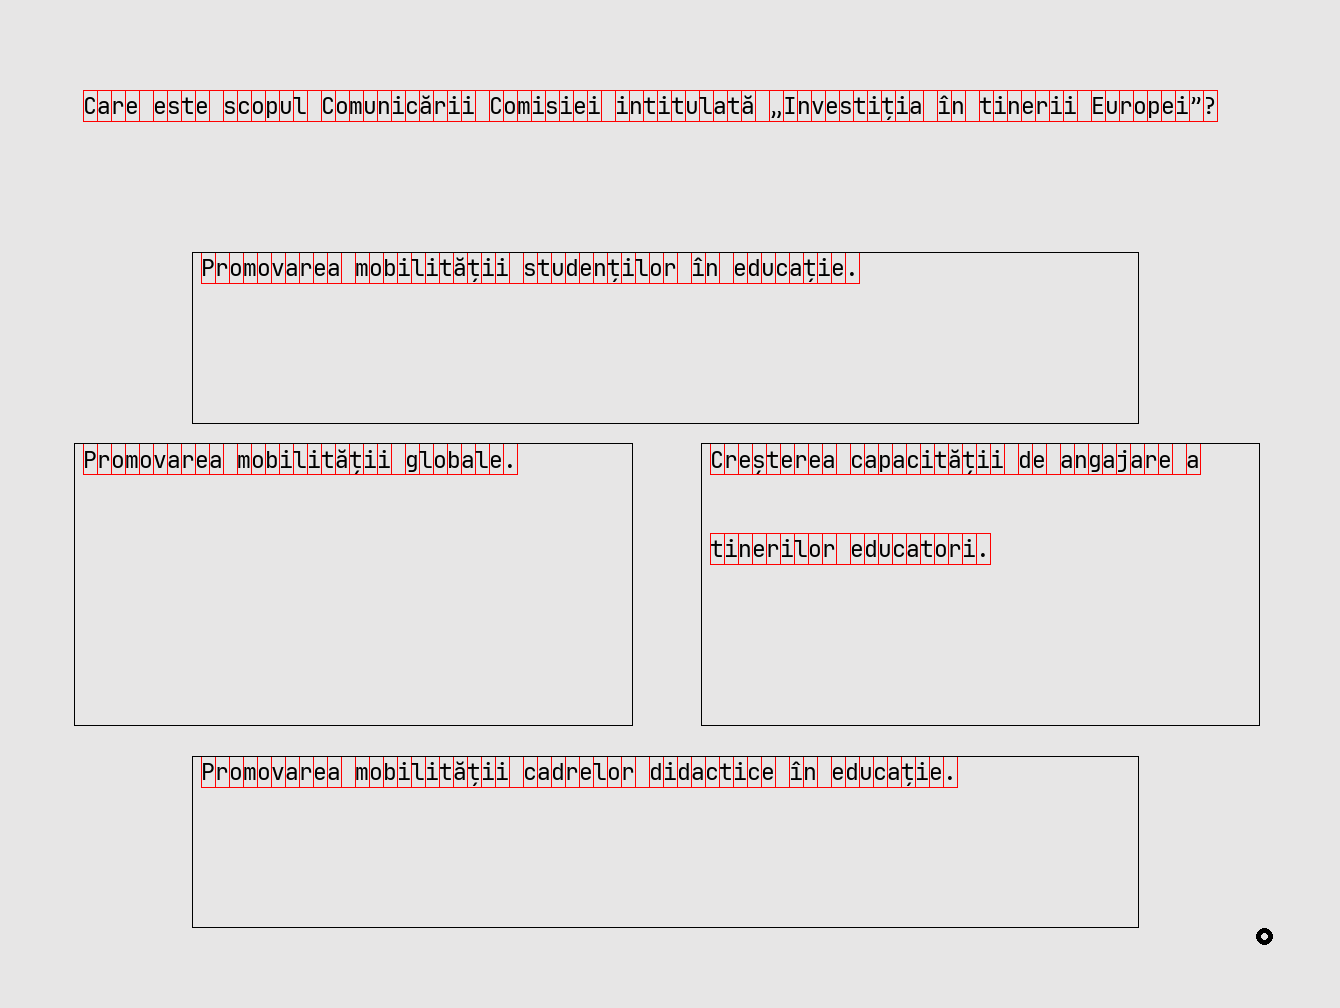 Care este scopul Comunicării Comisiei intitulată „Investiția în tinerii Europei”?
Promovarea mobilității studenților în educație.
Promovarea mobilității globale.
Creșterea capacității de angajare a
tinerilor educatori.
Promovarea mobilității cadrelor didactice în educație.